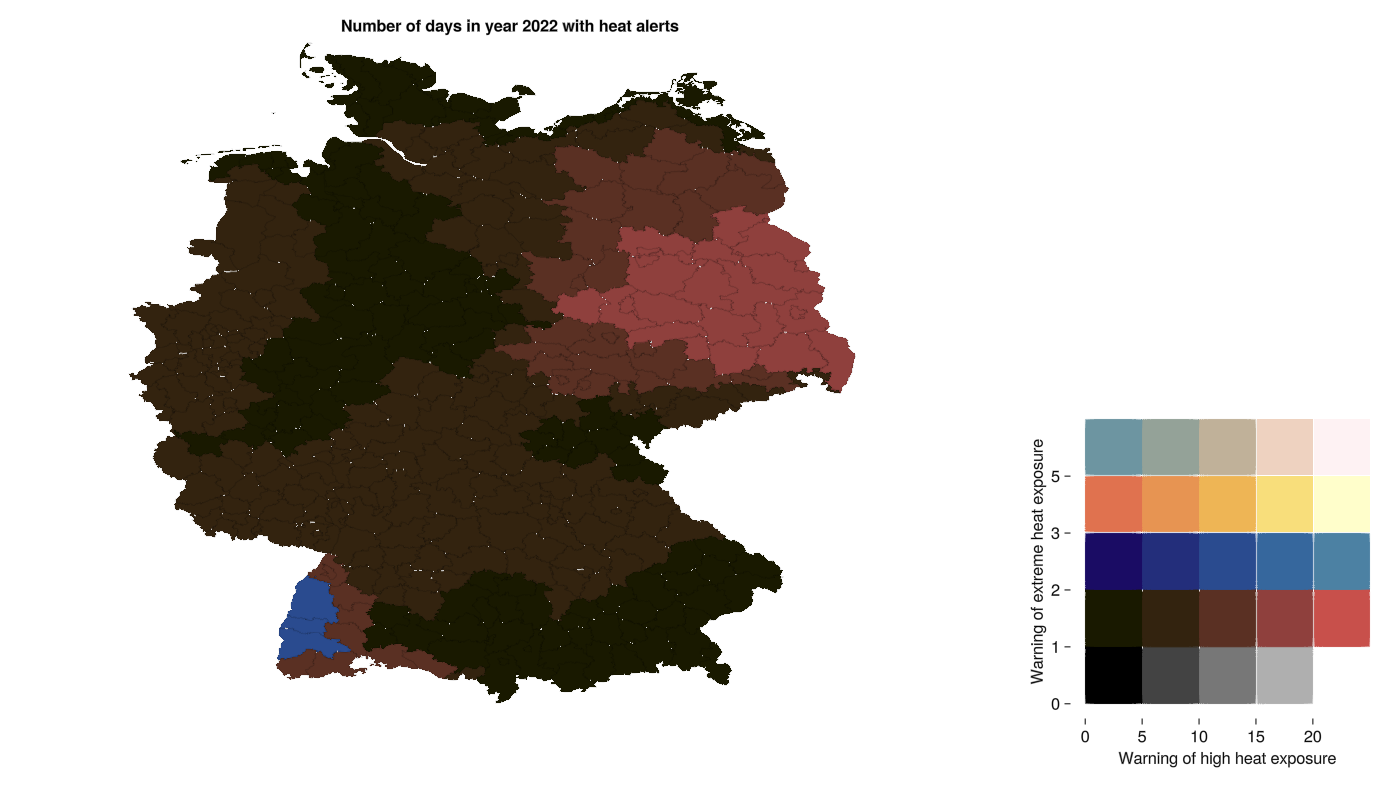 Number of days in year 2022 with heat alerts
Warning of extreme heat exposure
5
3
2
1
0
0 5 10 15 20
Warning of high heat exposure